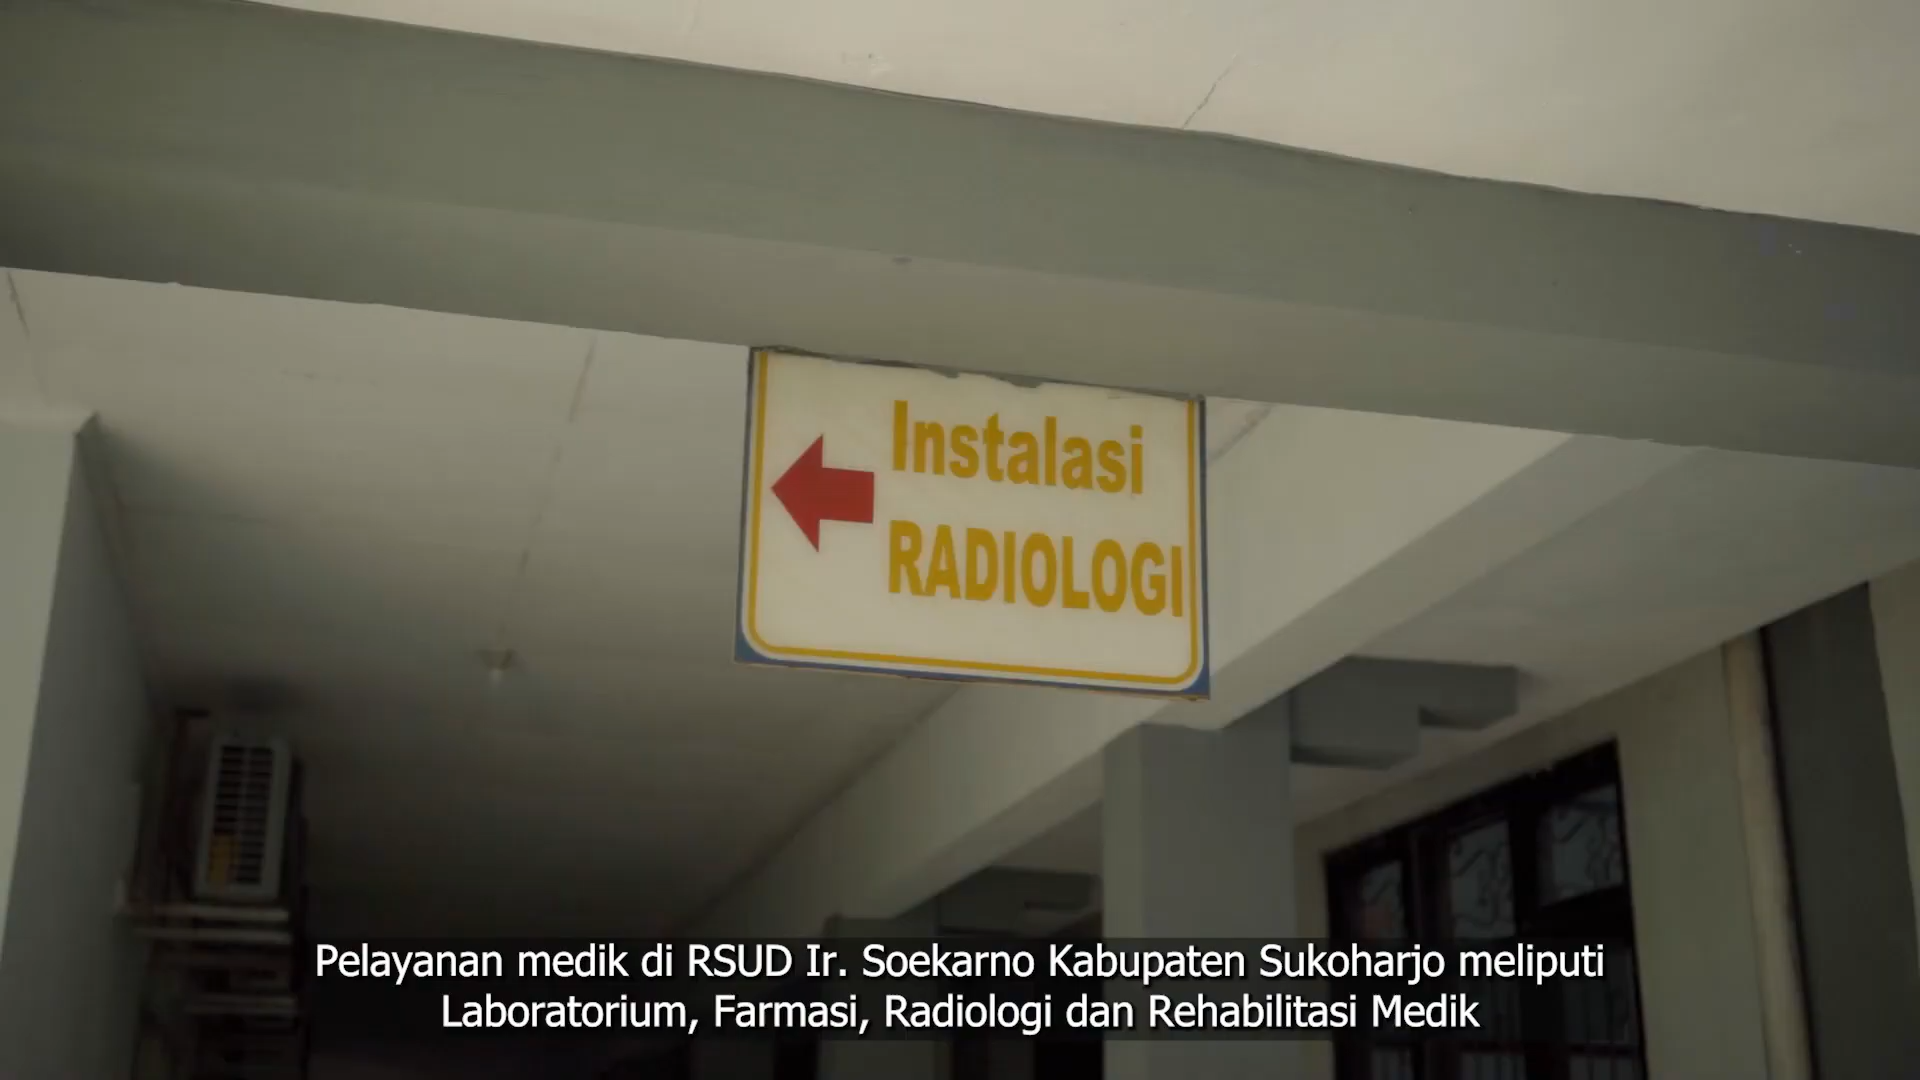 Instalasi
RADIOLOGI
Pelayanan medik di RSUD Ir. Soekarno Kabupaten Sukoharjo meliputi
Laboratorium, Farmasi, Radiologi dan Rehabilitasi Medik